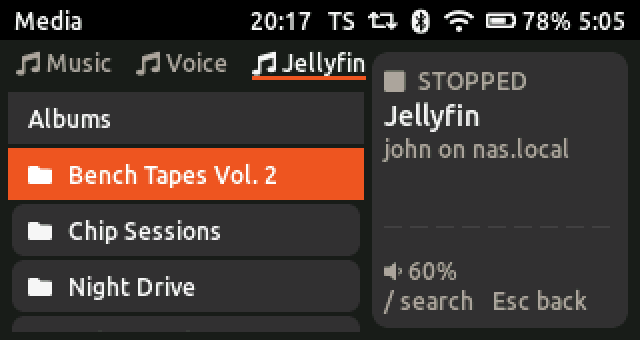 Media 20:17 TS 78% 5:05
Music Voice Jellyfin
Albums
Bench Tapes Vol. 2
Chip Sessions
Night Drive
STOPPED
Jellyfin
john on nas.local
60%
/ search Esc back